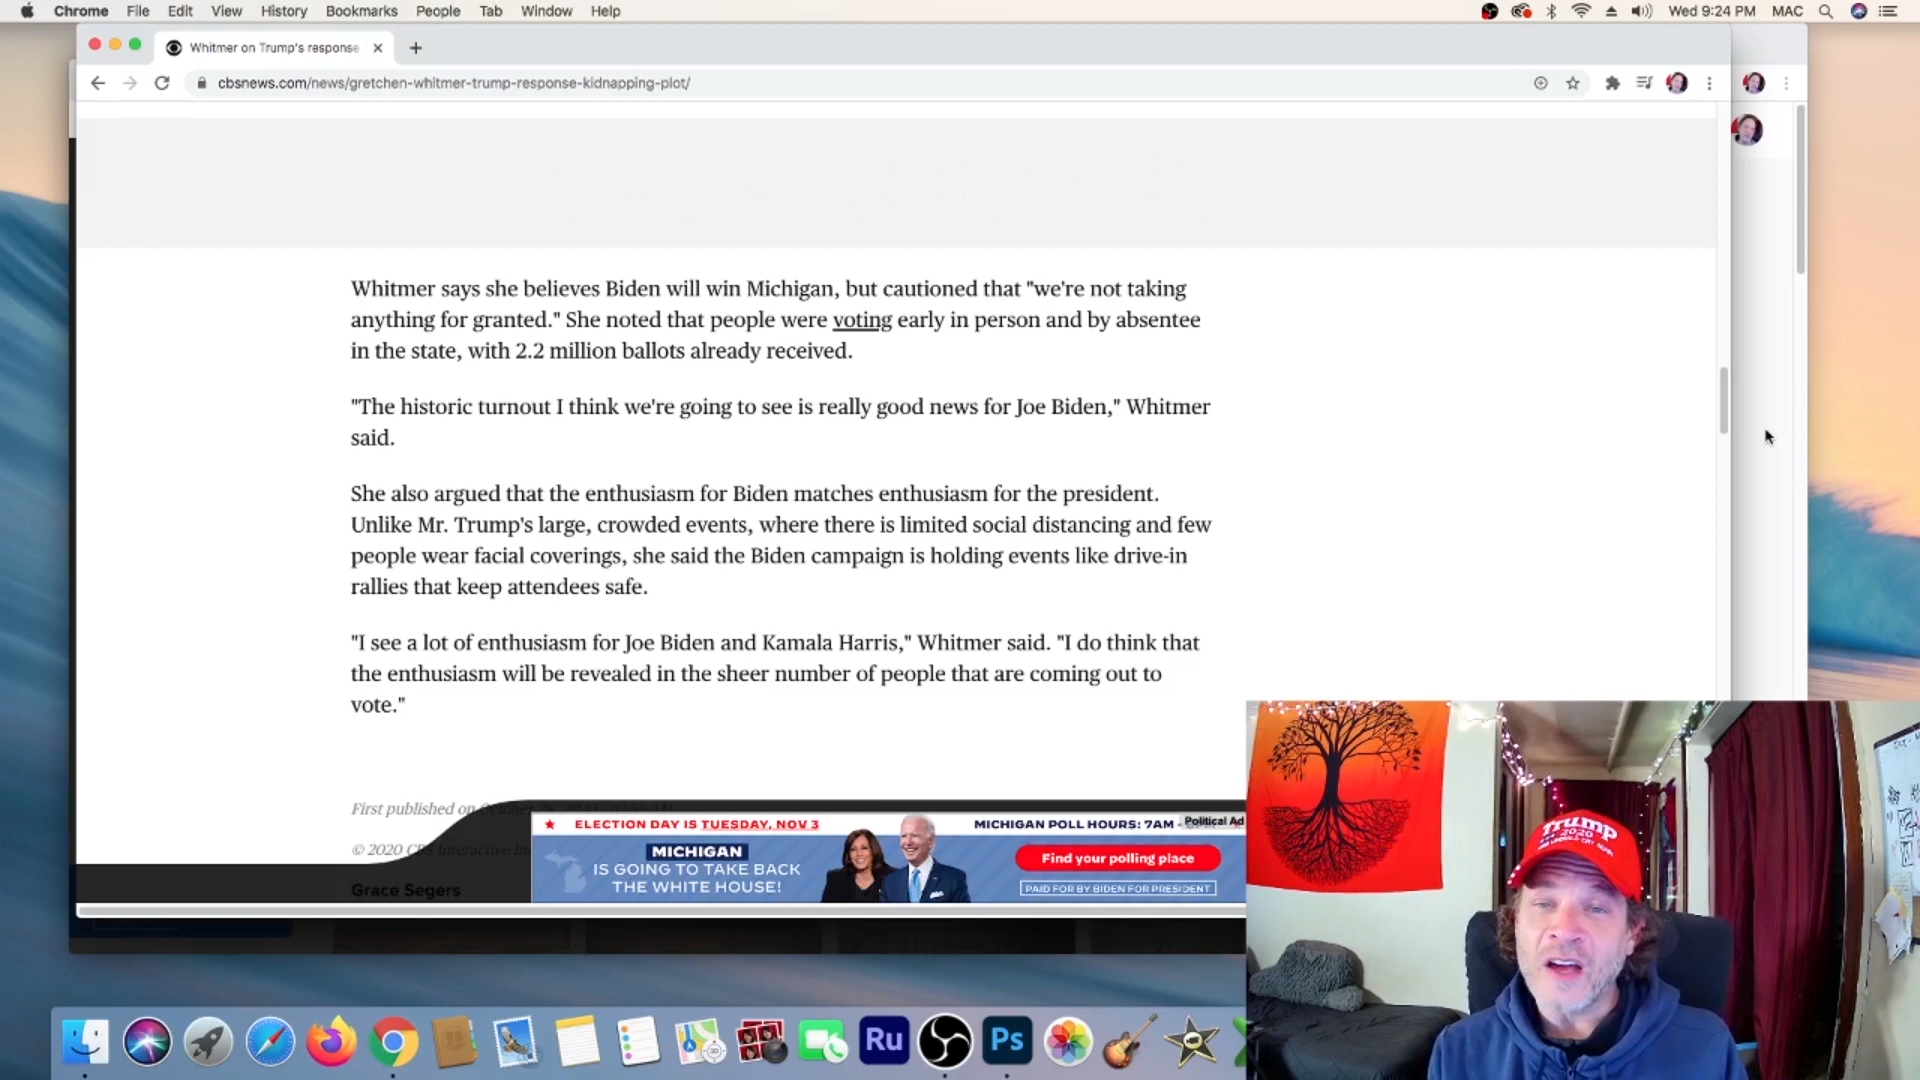 Chrome File Edit View History Bookmarks People Tab Window Help
Wed 9:24 PM MAC
Whitmer on Trump's response
cbsnews.com/news/gretchen-whitmer-trump-response-kidnapping-plot/
Whitmer says she believes Biden will win Michigan, but cautioned that "we're not taking
anything for granted." She noted that people were voting early in person and by absentee
in the state, with 2.2 million ballots already received.
"The historic turnout I think we're going to see is really good news for Joe Biden," Whitmer
said.
She also argued that the enthusiasm for Biden matches enthusiasm for the president.
Unlike Mr. Trump's large, crowded events, where there is limited social distancing and few
people wear facial coverings, she said the Biden campaign is holding events like drive-in
rallies that keep attendees safe.
"I see a lot of enthusiasm for Joe Biden and Kamala Harris," Whitmer said. "I do think that
the enthusiasm will be revealed in the sheer number of people that are coming out to
vote."
First published on
© 2020 CBS Interactive Inc
Grace Segers
ELECTION DAY IS TUESDAY, NOV 3
MICHIGAN
IS GOING TO TAKE BACK
THE WHITE HOUSE!
MICHIGAN POLL HOURS: 7AM -
Political Ad
Find your polling place
PAID FOR BY BIDEN FOR PRESIDENT
Trump
2020
Ru
Ps